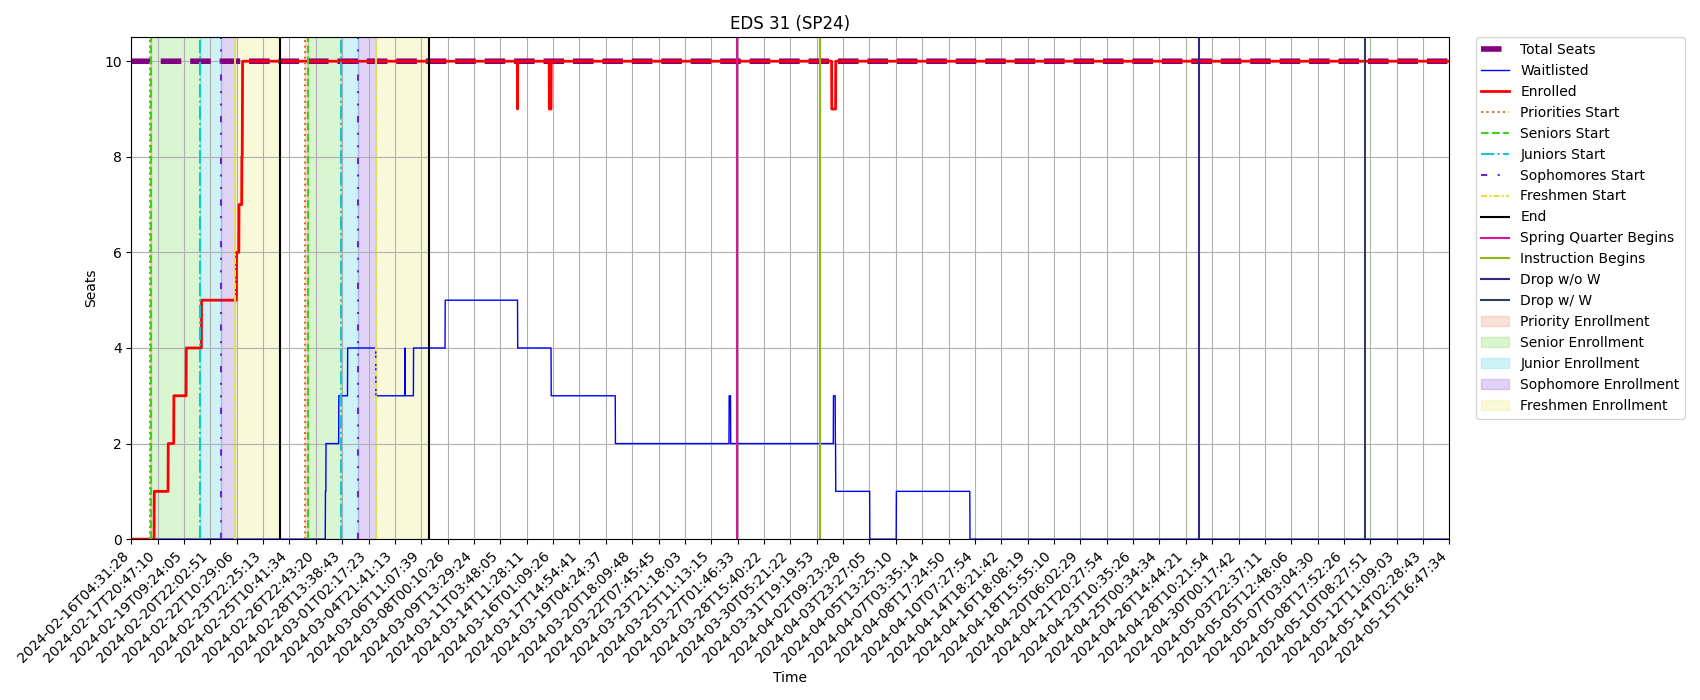 EDS 31 (SP24)
Seats
10
8
6
4
2
0
2024-02-16T04:31:28
2024-02-17T20:47:10
2024-02-19T09:24:05
2024-02-20T22:02:51
2024-02-22T10:29:06
2024-02-23T22:25:13
2024-02-25T10:41:34
2024-02-26T22:43:20
2024-02-28T13:38:43
2024-03-01T02:17:23
2024-03-04T21:41:13
2024-03-06T11:07:39
2024-03-08T00:10:26
2024-03-09T13:29:24
2024-03-11T03:48:05
2024-03-14T11:28:11
2024-03-16T01:09:26
2024-03-17T14:54:41
2024-03-19T04:24:37
2024-03-20T18:09:48
2024-03-22T07:45:45
2024-03-23T21:18:03
2024-03-25T11:13:15
2024-03-27T01:46:33
2024-03-28T15:40:22
2024-03-30T05:21:22
2024-03-31T19:19:53
2024-04-02T09:23:28
2024-04-03T23:27:05
2024-04-05T13:25:10
2024-04-07T03:35:14
2024-04-08T17:24:50
2024-04-10T07:27:54
2024-04-14T18:21:42
2024-04-16T18:08:19
2024-04-18T15:55:10
2024-04-20T06:02:29
2024-04-21T20:27:54
2024-04-23T10:35:26
2024-04-25T00:34:34
2024-04-26T14:44:21
2024-04-28T10:21:54
2024-04-30T00:17:42
2024-05-03T22:37:11
2024-05-05T12:48:06
2024-05-07T03:04:30
2024-05-08T17:52:26
2024-05-10T08:27:51
2024-05-12T11:09:03
2024-05-14T02:28:43
2024-05-15T16:47:34
Time
Total Seats
Waitlisted
Enrolled
Priorities Start
Seniors Start
Juniors Start
Sophomores Start
Freshmen Start
End
Spring Quarter Begins
Instruction Begins
Drop w/o W
Drop w/ W
Priority Enrollment
Senior Enrollment
Junior Enrollment
Sophomore Enrollment
Freshmen Enrollment